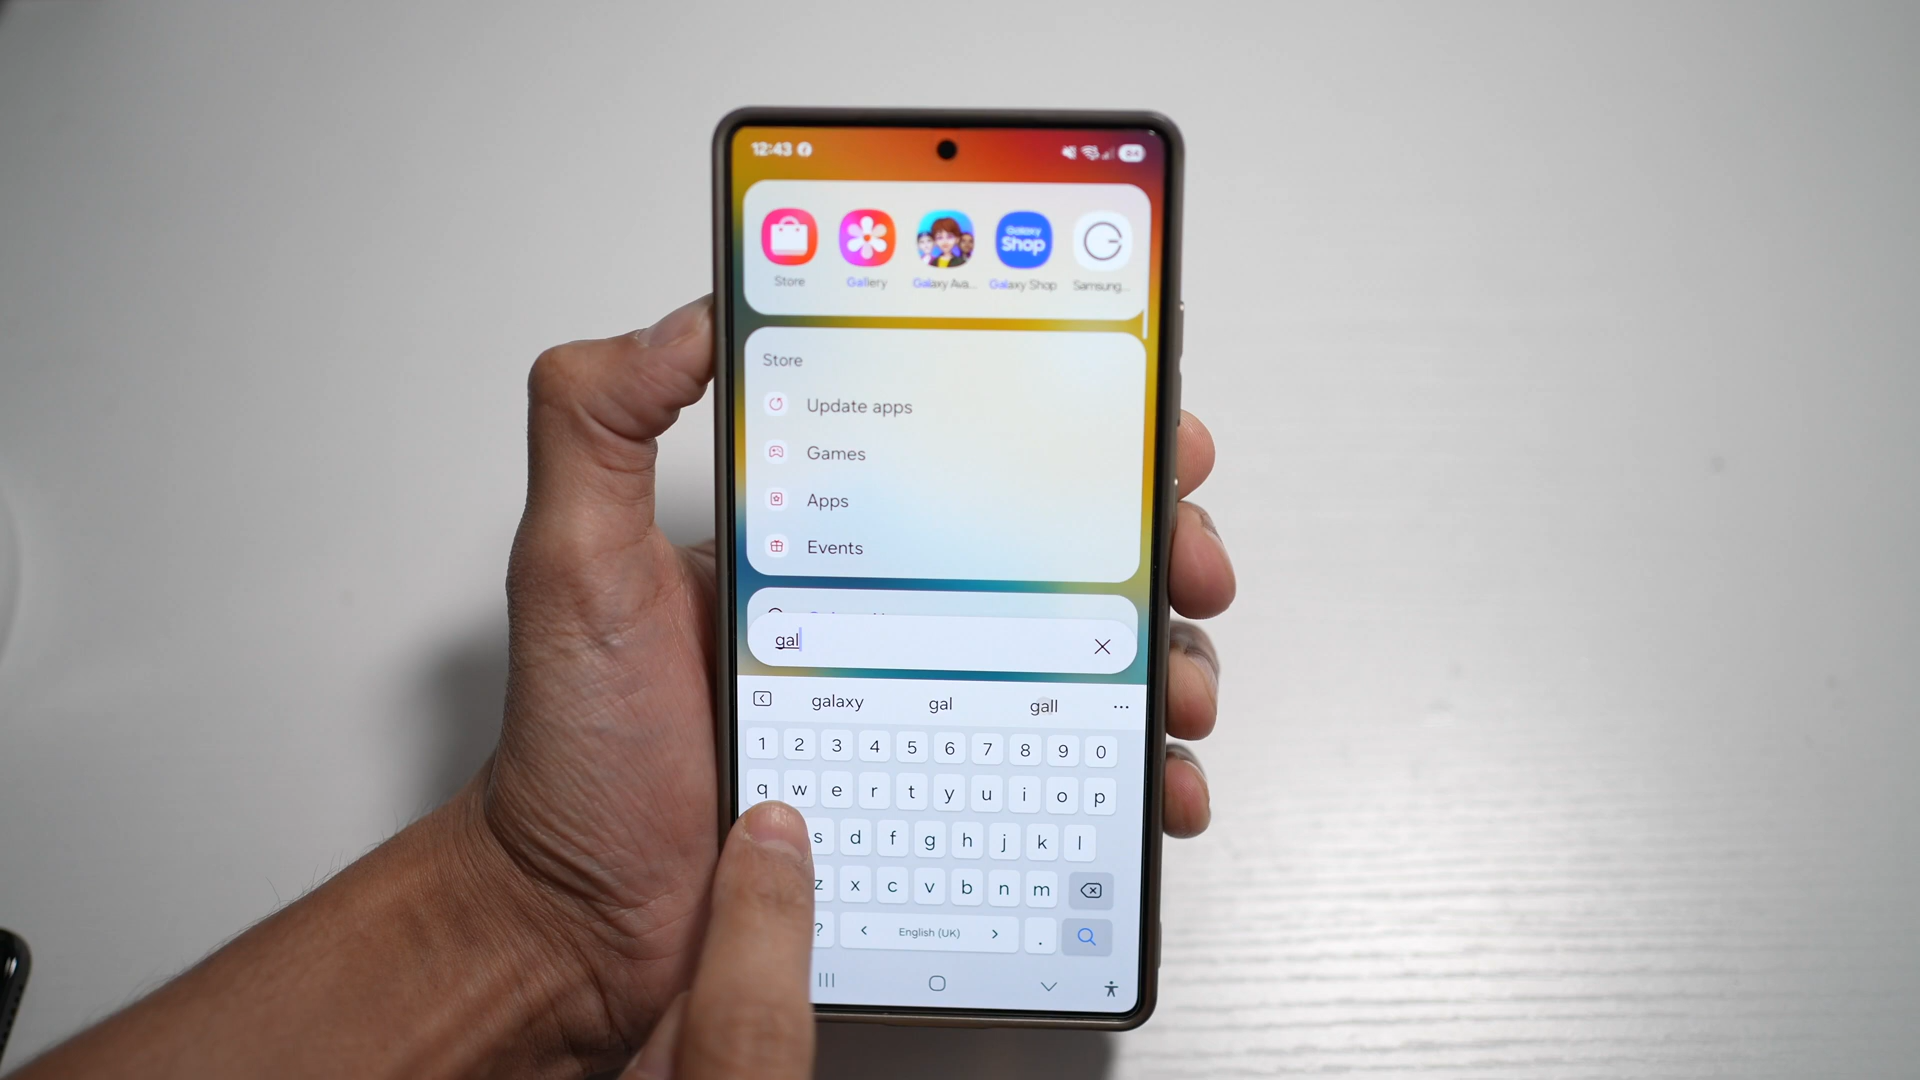 12:43
84
Galaxy Shop
Store
Gallery
Galaxy Ava...
Galaxy Shop
Samsung...
Store
Update apps
Games
Apps
Events
gal
galaxy
gal
gall
1 2 3 4 5 6 7 8 9 0
q w e r t y u i o p
s d f g h j k l
z x c v b n m
? < English (UK) > .